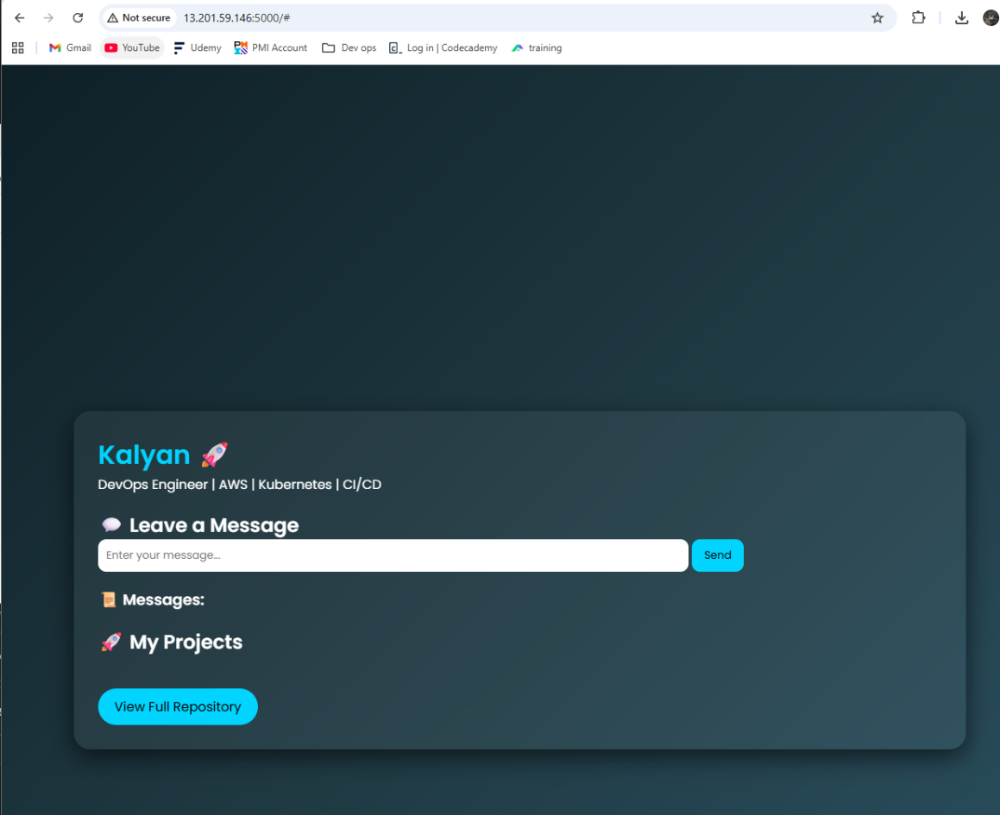 Not secure 13.201.59.146:5000/#
Gmail YouTube Udemy PMI Account Dev ops Log in | Codecademy training
Kalyan 🚀
DevOps Engineer | AWS | Kubernetes | CI/CD
💬 Leave a Message
Enter your message... Send
📜 Messages:
🚀 My Projects
View Full Repository